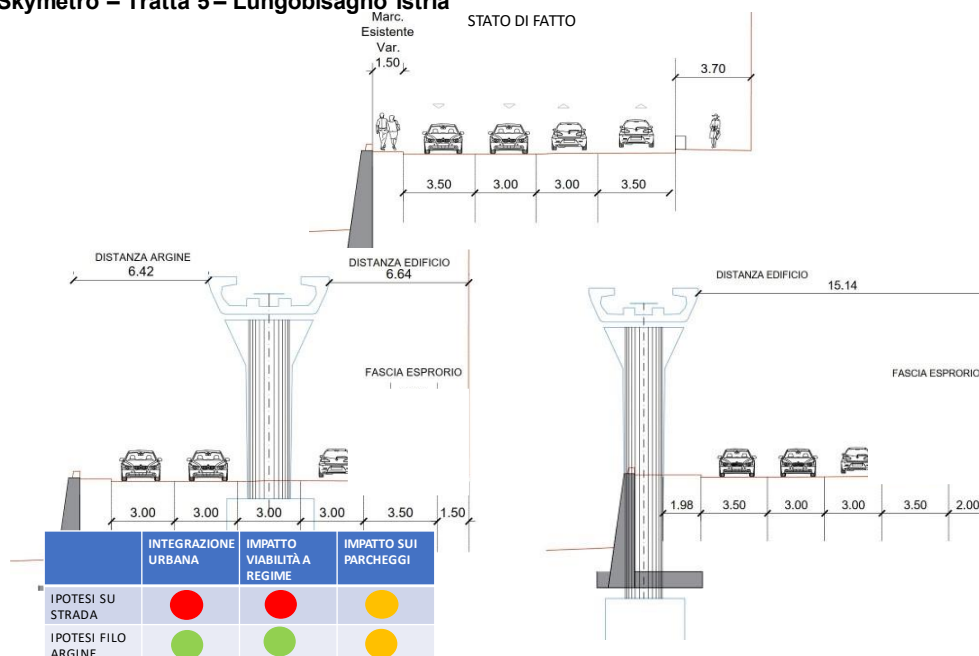 Skymetro – Tratta 5 – Lungobisagno Istria
STATO DI FATTO
Marc.
Esistente
Var.
1.50
3.70
3.50 3.00 3.00 3.50
DISTANZA ARGINE
6.42
DISTANZA EDIFICIO
6.64
FASCIA ESPRORIO
3.00 3.00 3.00 3.00 3.50 1.50
DISTANZA EDIFICIO
15.14
FASCIA ESPRORIO
1.98 3.50 3.00 3.00 3.50 2.00
INTEGRAZIONE
URBANA
IMPATTO
VIABILITÀ A
REGIME
IMPATTO SUI
PARCHEGGI
IPOTESI SU
STRADA
IPOTESI FILO
ARGINE